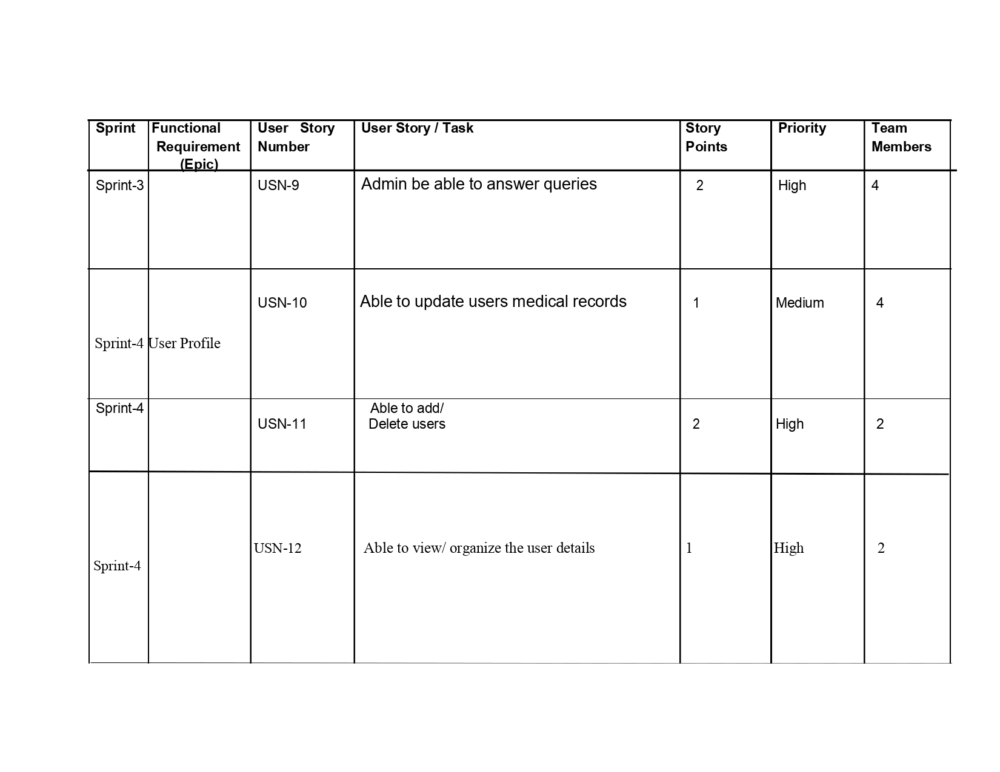 Sprint Functional Requirement (Epic) User Story Number User Story / Task Story Points Priority Team Members
Sprint-3 USN-9 Admin be able to answer queries 2 High 4
USN-10 Able to update users medical records 1 Medium 4
Sprint-4 User Profile
Sprint-4 Able to add/
USN-11 Delete users 2 High 2
USN-12 Able to view/ organize the user details 1 High 2
Sprint-4